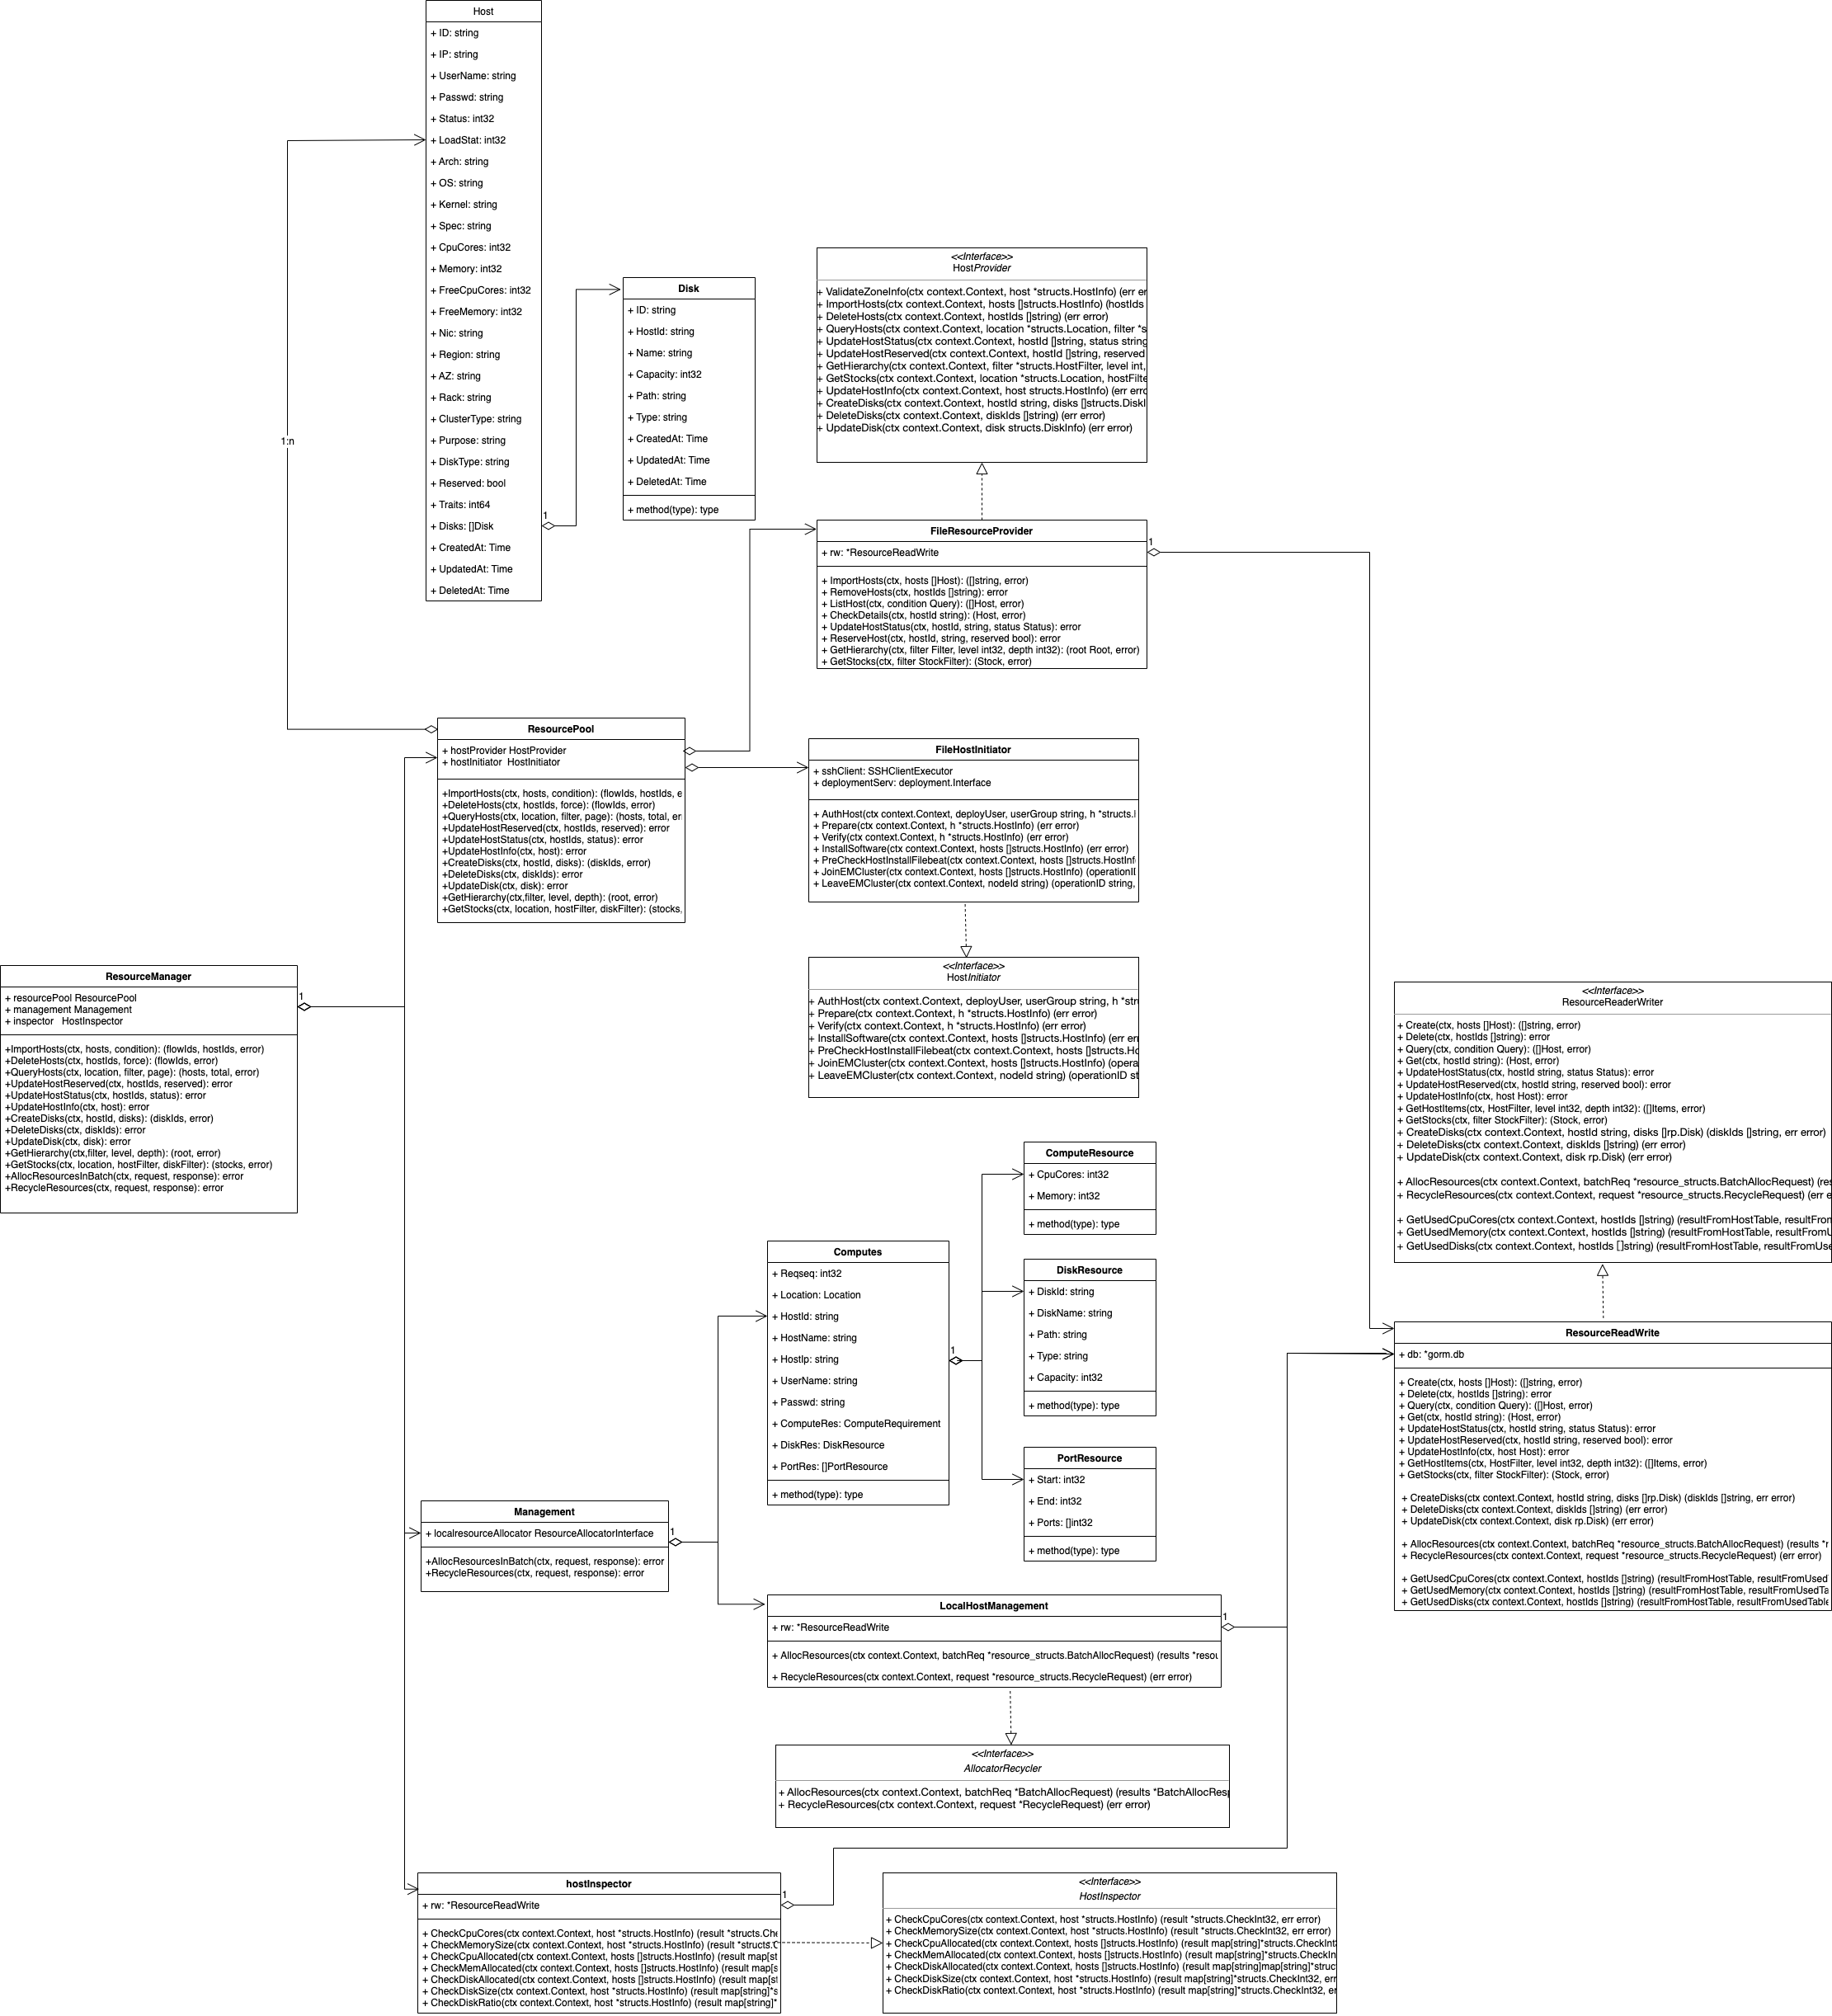 Host
+ ID: string
+ IP: string
+ UserName: string
+ Passwd: string
+ Status: int32
+ LoadStat: int32
+ Arch: string
+ OS: string
+ Kernel: string
+ Spec: string
+ CpuCores: int32
+ Memory: int32
+ FreeCpuCores: int32
+ FreeMemory: int32
+ Nic: string
+ Region: string
+ AZ: string
+ Rack: string
+ ClusterType: string
+ Purpose: string
+ DiskType: string
+ Reserved: bool
+ Traits: int64
+ Disks: []Disk
+ CreatedAt: Time
+ UpdatedAt: Time
+ DeletedAt: Time
1
1:n
Disk
+ ID: string
+ HostId: string
+ Name: string
+ Capacity: int32
+ Path: string
+ Type: string
+ CreatedAt: Time
+ UpdatedAt: Time
+ DeletedAt: Time
+ method(type): type
<<Interface>>
HostProvider
+ ValidateZoneInfo(ctx context.Context, host *structs.HostInfo) (err er
+ ImportHosts(ctx context.Context, hosts []structs.HostInfo) (hostIds
+ DeleteHosts(ctx context.Context, hostIds []string) (err error)
+ QueryHosts(ctx context.Context, location *structs.Location, filter *s
+ UpdateHostStatus(ctx context.Context, hostId []string, status string
+ UpdateHostReserved(ctx context.Context, hostId []string, reserved
+ GetHierarchy(ctx context.Context, filter *structs.HostFilter, level int,
+ GetStocks(ctx context.Context, location *structs.Location, hostFilte
+ UpdateHostInfo(ctx context.Context, host structs.HostInfo) (err erro
+ CreateDisks(ctx context.Context, hostId string, disks []structs.DiskI
+ DeleteDisks(ctx context.Context, diskIds []string) (err error)
+ UpdateDisk(ctx context.Context, disk structs.DiskInfo) (err error)
FileResourceProvider
+ rw: *ResourceReadWrite
1
+ ImportHosts(ctx, hosts []Host): ([]string, error)
+ RemoveHosts(ctx, hostIds []string): error
+ ListHost(ctx, condition Query): ([]Host, error)
+ CheckDetails(ctx, hostId string): (Host, error)
+ UpdateHostStatus(ctx, hostId, string, status Status): error
+ ReserveHost(ctx, hostId, string, reserved bool): error
+ GetHierarchy(ctx, filter Filter, level int32, depth int32): (root Root, error)
+ GetStocks(ctx, filter StockFilter): (Stock, error)
ResourcePool
+ hostProvider HostProvider
+ hostInitiator  HostInitiator
+ImportHosts(ctx, hosts, condition): (flowIds, hostIds, e
+DeleteHosts(ctx, hostIds, force): (flowIds, error)
+QueryHosts(ctx, location, filter, page): (hosts, total, er
+UpdateHostReserved(ctx, hostIds, reserved): error
+UpdateHostStatus(ctx, hostIds, status): error
+UpdateHostInfo(ctx, host): error
+CreateDisks(ctx, hostId, disks): (diskIds, error)
+DeleteDisks(ctx, diskIds): error
+UpdateDisk(ctx, disk): error
+GetHierarchy(ctx,filter, level, depth): (root, error)
+GetStocks(ctx, location, hostFilter, diskFilter): (stocks,
FileHostInitiator
+ sshClient: SSHClientExecutor
+ deploymentServ: deployment.Interface
+ AuthHost(ctx context.Context, deployUser, userGroup string, h *structs.
+ Prepare(ctx context.Context, h *structs.HostInfo) (err error)
+ Verify(ctx context.Context, h *structs.HostInfo) (err error)
+ InstallSoftware(ctx context.Context, hosts []structs.HostInfo) (err error)
+ PreCheckHostInstallFilebeat(ctx context.Context, hosts []structs.HostInf
+ JoinEMCluster(ctx context.Context, hosts []structs.HostInfo) (operationI
+ LeaveEMCluster(ctx context.Context, nodeId string) (operationID string,
<<Interface>>
HostInitiator
+ AuthHost(ctx context.Context, deployUser, userGroup string, h *stru
+ Prepare(ctx context.Context, h *structs.HostInfo) (err error)
+ Verify(ctx context.Context, h *structs.HostInfo) (err error)
+ InstallSoftware(ctx context.Context, hosts []structs.HostInfo) (err err
+ PreCheckHostInstallFilebeat(ctx context.Context, hosts []structs.Ho
+ JoinEMCluster(ctx context.Context, hosts []structs.HostInfo) (opera
+ LeaveEMCluster(ctx context.Context, nodeId string) (operationID st
ResourceManager
+ resourcePool ResourcePool
+ management Management
+ inspector   HostInspector
1
+ImportHosts(ctx, hosts, condition): (flowIds, hostIds, error)
+DeleteHosts(ctx, hostIds, force): (flowIds, error)
+QueryHosts(ctx, location, filter, page): (hosts, total, error)
+UpdateHostReserved(ctx, hostIds, reserved): error
+UpdateHostStatus(ctx, hostIds, status): error
+UpdateHostInfo(ctx, host): error
+CreateDisks(ctx, hostId, disks): (diskIds, error)
+DeleteDisks(ctx, diskIds): error
+UpdateDisk(ctx, disk): error
+GetHierarchy(ctx,filter, level, depth): (root, error)
+GetStocks(ctx, location, hostFilter, diskFilter): (stocks, error)
+AllocResourcesInBatch(ctx, request, response): error
+RecycleResources(ctx, request, response): error
<<Interface>>
ResourceReaderWriter
+ Create(ctx, hosts []Host): ([]string, error)
+ Delete(ctx, hostIds []string): error
+ Query(ctx, condition Query): ([]Host, error)
+ Get(ctx, hostId string): (Host, error)
+ UpdateHostStatus(ctx, hostId string, status Status): error
+ UpdateHostReserved(ctx, hostId string, reserved bool): error
+ UpdateHostInfo(ctx, host Host): error
+ GetHostItems(ctx, HostFilter, level int32, depth int32): ([]Items, error)
+ GetStocks(ctx, filter StockFilter): (Stock, error)
+ CreateDisks(ctx context.Context, hostId string, disks []rp.Disk) (diskIds []string, err error)
+ DeleteDisks(ctx context.Context, diskIds []string) (err error)
+ UpdateDisk(ctx context.Context, disk rp.Disk) (err error)
+ AllocResources(ctx context.Context, batchReq *resource_structs.BatchAllocRequest) (res
+ RecycleResources(ctx context.Context, request *resource_structs.RecycleRequest) (err e
+ GetUsedCpuCores(ctx context.Context, hostIds []string) (resultFromHostTable, resultFron
+ GetUsedMemory(ctx context.Context, hostIds []string) (resultFromHostTable, resultFromU
+ GetUsedDisks(ctx context.Context, hostIds []string) (resultFromHostTable, resultFromUse
ComputeResource
+ CpuCores: int32
+ Memory: int32
+ method(type): type
DiskResource
+ DiskId: string
+ DiskName: string
+ Path: string
+ Type: string
+ Capacity: int32
+ method(type): type
PortResource
+ Start: int32
+ End: int32
+ Ports: []int32
+ method(type): type
Computes
+ Reqseq: int32
+ Location: Location
+ HostId: string
+ HostName: string
+ HostIp: string
+ UserName: string
+ Passwd: string
+ ComputeRes: ComputeRequirement
+ DiskRes: DiskResource
+ PortRes: []PortResource
+ method(type): type
1
ResourceReadWrite
+ db: *gorm.db
+ Create(ctx, hosts []Host): ([]string, error)
+ Delete(ctx, hostIds []string): error
+ Query(ctx, condition Query): ([]Host, error)
+ Get(ctx, hostId string): (Host, error)
+ UpdateHostStatus(ctx, hostId string, status Status): error
+ UpdateHostReserved(ctx, hostId string, reserved bool): error
+ UpdateHostInfo(ctx, host Host): error
+ GetHostItems(ctx, HostFilter, level int32, depth int32): ([]Items, error)
+ GetStocks(ctx, filter StockFilter): (Stock, error)
+ CreateDisks(ctx context.Context, hostId string, disks []rp.Disk) (diskIds []string, err error)
+ DeleteDisks(ctx context.Context, diskIds []string) (err error)
+ UpdateDisk(ctx context.Context, disk rp.Disk) (err error)
+ AllocResources(ctx context.Context, batchReq *resource_structs.BatchAllocRequest) (results *r
+ RecycleResources(ctx context.Context, request *resource_structs.RecycleRequest) (err error)
+ GetUsedCpuCores(ctx context.Context, hostIds []string) (resultFromHostTable, resultFromUsed
+ GetUsedMemory(ctx context.Context, hostIds []string) (resultFromHostTable, resultFromUsedTa
+ GetUsedDisks(ctx context.Context, hostIds []string) (resultFromHostTable, resultFromUsedTable
Management
+ localresourceAllocator ResourceAllocatorInterface
1
+AllocResourcesInBatch(ctx, request, response): error
+RecycleResources(ctx, request, response): error
LocalHostManagement
+ rw: *ResourceReadWrite
1
+ AllocResources(ctx context.Context, batchReq *resource_structs.BatchAllocRequest) (results *resou
+ RecycleResources(ctx context.Context, request *resource_structs.RecycleRequest) (err error)
<<Interface>>
AllocatorRecycler
+ AllocResources(ctx context.Context, batchReq *BatchAllocRequest) (results *BatchAllocResp
+ RecycleResources(ctx context.Context, request *RecycleRequest) (err error)
hostInspector
+ rw: *ResourceReadWrite
1
+ CheckCpuCores(ctx context.Context, host *structs.HostInfo) (result *structs.Che
+ CheckMemorySize(ctx context.Context, host *structs.HostInfo) (result *structs.C
+ CheckCpuAllocated(ctx context.Context, hosts []structs.HostInfo) (result map[st
+ CheckMemAllocated(ctx context.Context, hosts []structs.HostInfo) (result map[s
+ CheckDiskAllocated(ctx context.Context, hosts []structs.HostInfo) (result map[st
+ CheckDiskSize(ctx context.Context, host *structs.HostInfo) (result map[string]*s
+ CheckDiskRatio(ctx context.Context, host *structs.HostInfo) (result map[string]*
<<Interface>>
HostInspector
+ CheckCpuCores(ctx context.Context, host *structs.HostInfo) (result *structs.CheckInt32, err error)
+ CheckMemorySize(ctx context.Context, host *structs.HostInfo) (result *structs.CheckInt32, err error)
+ CheckCpuAllocated(ctx context.Context, hosts []structs.HostInfo) (result map[string]*structs.CheckInt3
+ CheckMemAllocated(ctx context.Context, hosts []structs.HostInfo) (result map[string]*structs.CheckIn
+ CheckDiskAllocated(ctx context.Context, hosts []structs.HostInfo) (result map[string]map[string]*struc
+ CheckDiskSize(ctx context.Context, host *structs.HostInfo) (result map[string]*structs.CheckInt32, err
+ CheckDiskRatio(ctx context.Context, host *structs.HostInfo) (result map[string]*structs.CheckInt32, er